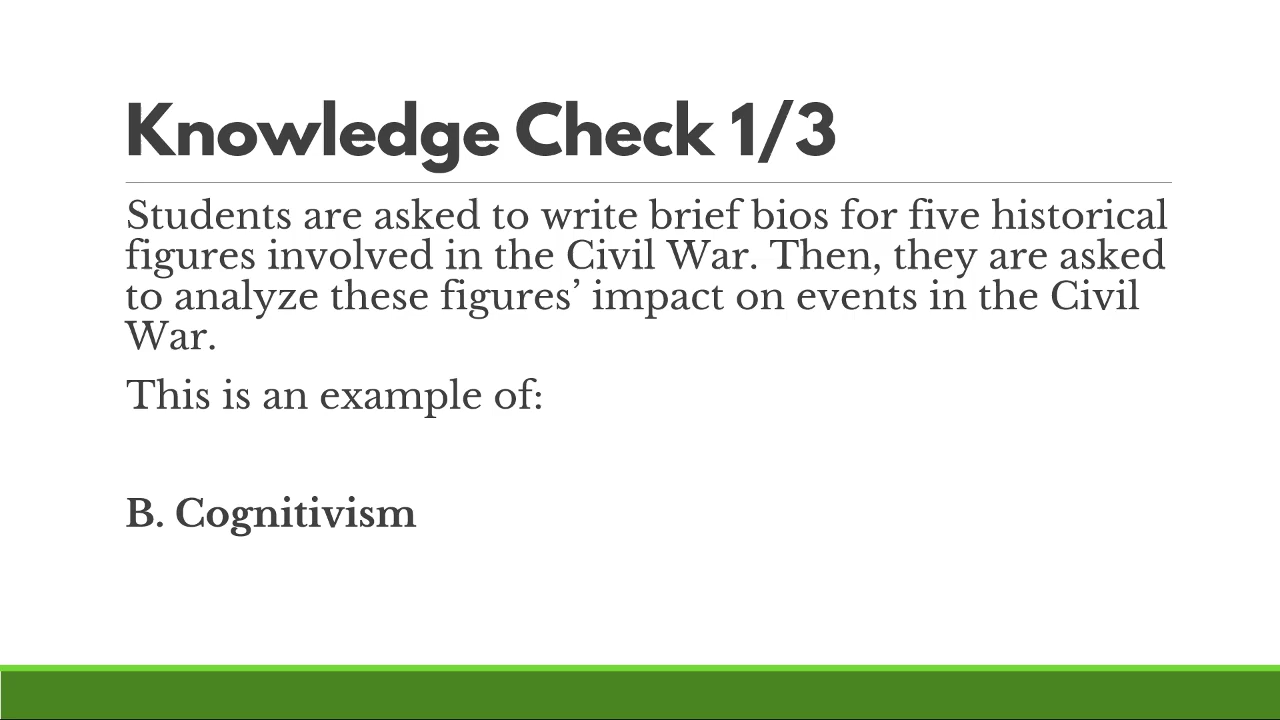 Knowledge Check 1/3
Students are asked to write brief bios for five historical
figures involved in the Civil War. Then, they are asked
to analyze these figures’ impact on events in the Civil
War.
This is an example of:
B. Cognitivism